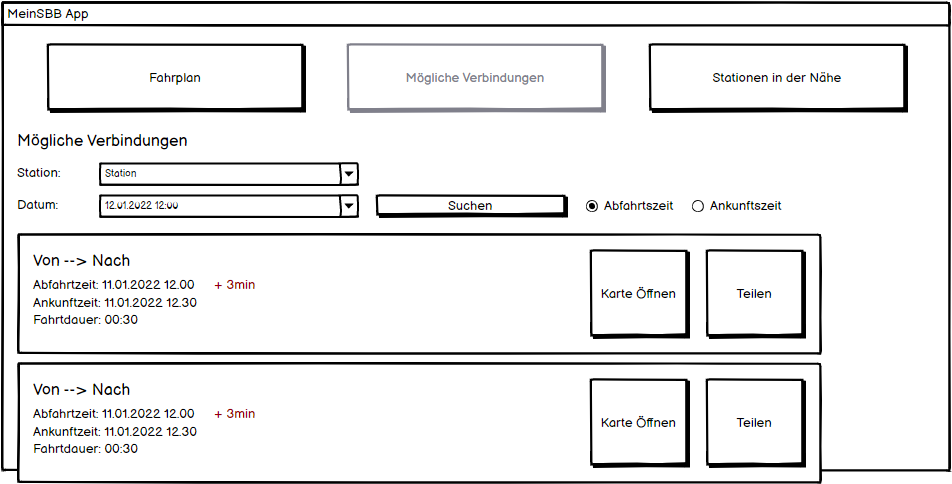 MeinSBB App
Fahrplan
Mögliche Verbindungen
Stationen in der Nähe
Mögliche Verbindungen
Station:
Station
Datum:
12.01.2022 12:00
Suchen
Abfahrtszeit
Ankunftszeit
Von --> Nach
Abfahrtzeit: 11.01.2022 12.00 + 3min
Ankunftzeit: 11.01.2022 12.30
Fahrtdauer: 00:30
Karte Öffnen
Teilen
Von --> Nach
Abfahrtzeit: 11.01.2022 12.00 + 3min
Ankunftzeit: 11.01.2022 12.30
Fahrtdauer: 00:30
Karte Öffnen
Teilen